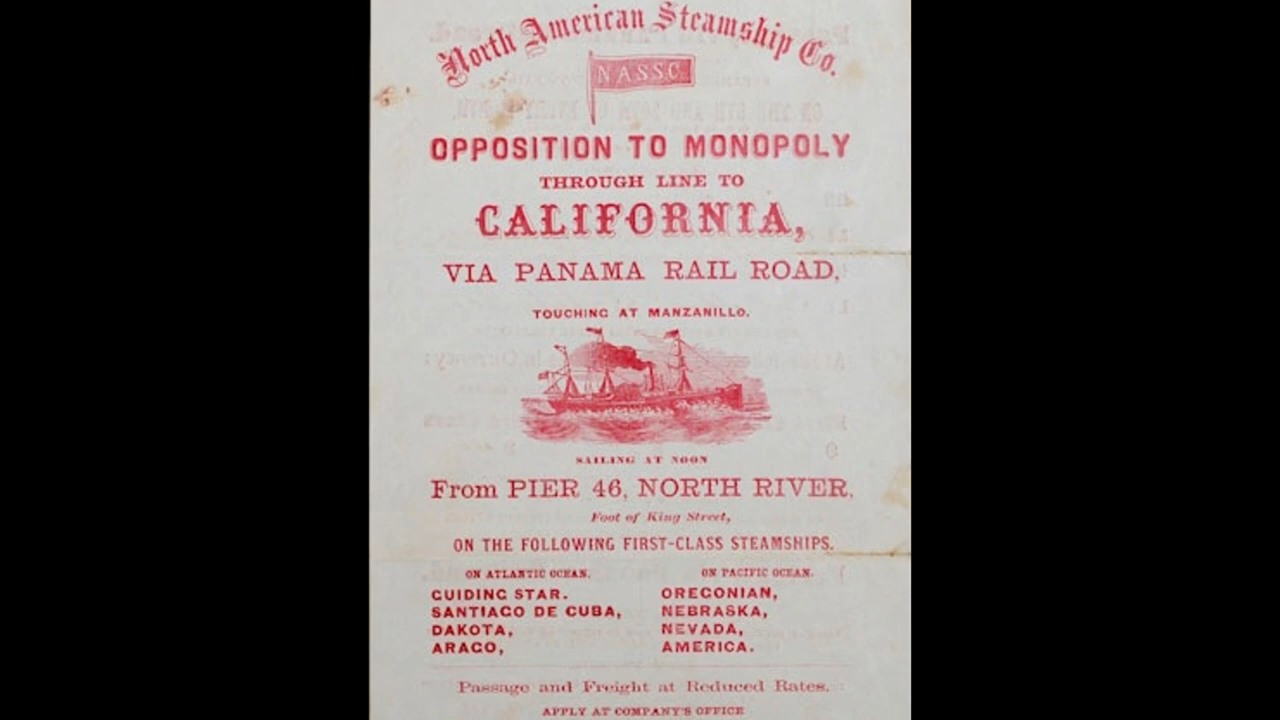 North American Steamship Co.
NASSC
OPPOSITION TO MONOPOLY
THROUGH LINE TO
CALIFORNIA,
VIA PANAMA RAIL ROAD,
TOUCHING AT MANZANILLO.
SAILING AT NOON
From PIER 46, NORTH RIVER,
Foot of King Street,
ON THE FOLLOWING FIRST-CLASS STEAMSHIPS.
ON ATLANTIC OCEAN. ON PACIFIC OCEAN.
GUIDING STAR. OREGONIAN,
SANTIAGO DE CUBA, NEBRASKA,
DAKOTA, NEVADA,
ARAGO, AMERICA.
Passage and Freight at Reduced Rates.
APPLY AT COMPANY'S OFFICE